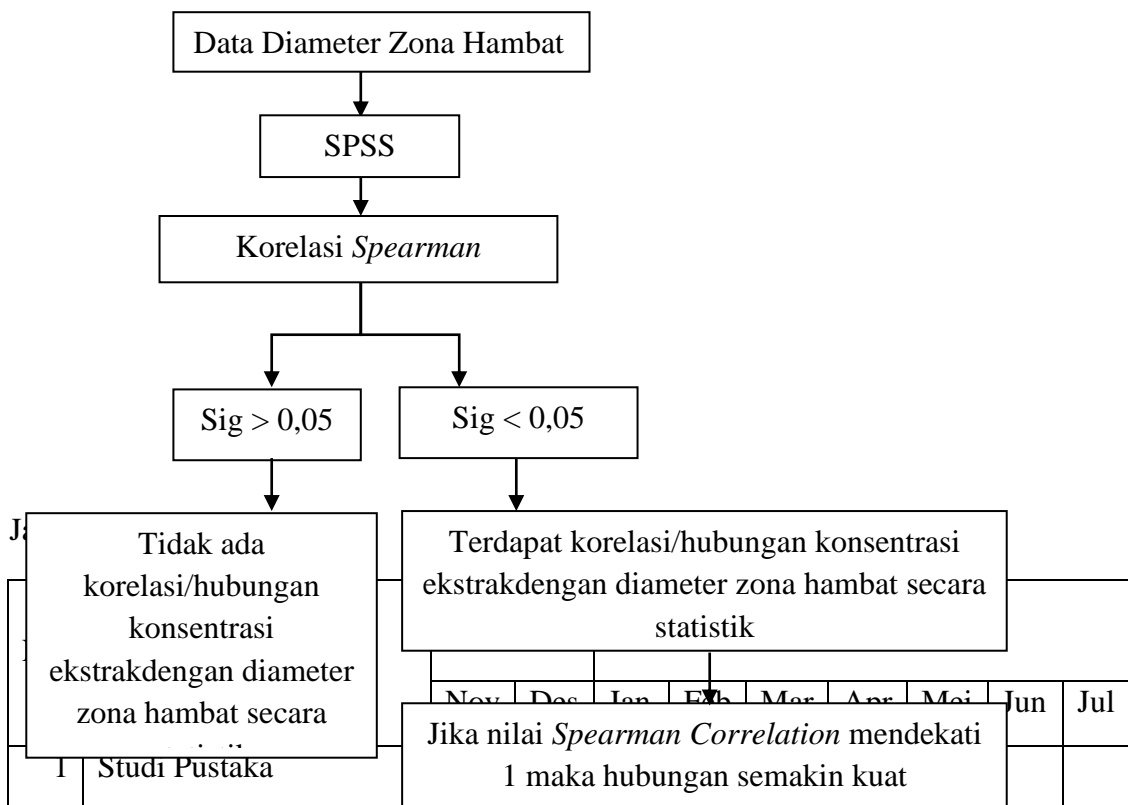 Data Diameter Zona Hambat
SPSS
Korelasi Spearman
Sig > 0,05
Sig < 0,05
Tidak ada
korelasi/hubungan
konsentrasi
ekstrakdengan diameter
zona hambat secara
Terdapat korelasi/hubungan konsentrasi
ekstrakdengan diameter zona hambat secara
statistik
Nov Des Jan Feb Mar Apr Mei Jun Jul
Jika nilai Spearman Correlation mendekati
1 maka hubungan semakin kuat
1 Studi Pustaka